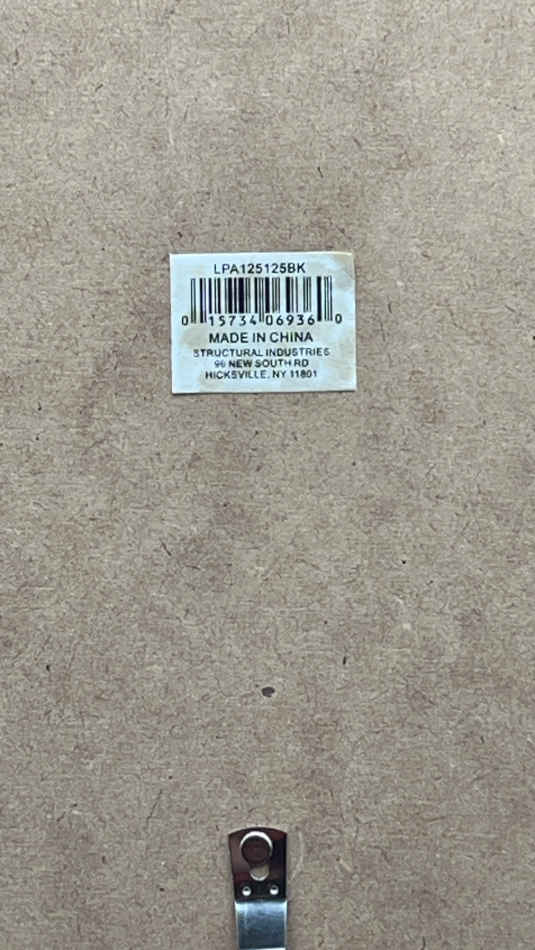 LPA125125BK
0 15734 06936 0
MADE IN CHINA
STRUCTURAL INDUSTRIES
96 NEW SOUTH RD
HICKSVILLE, NY 11801